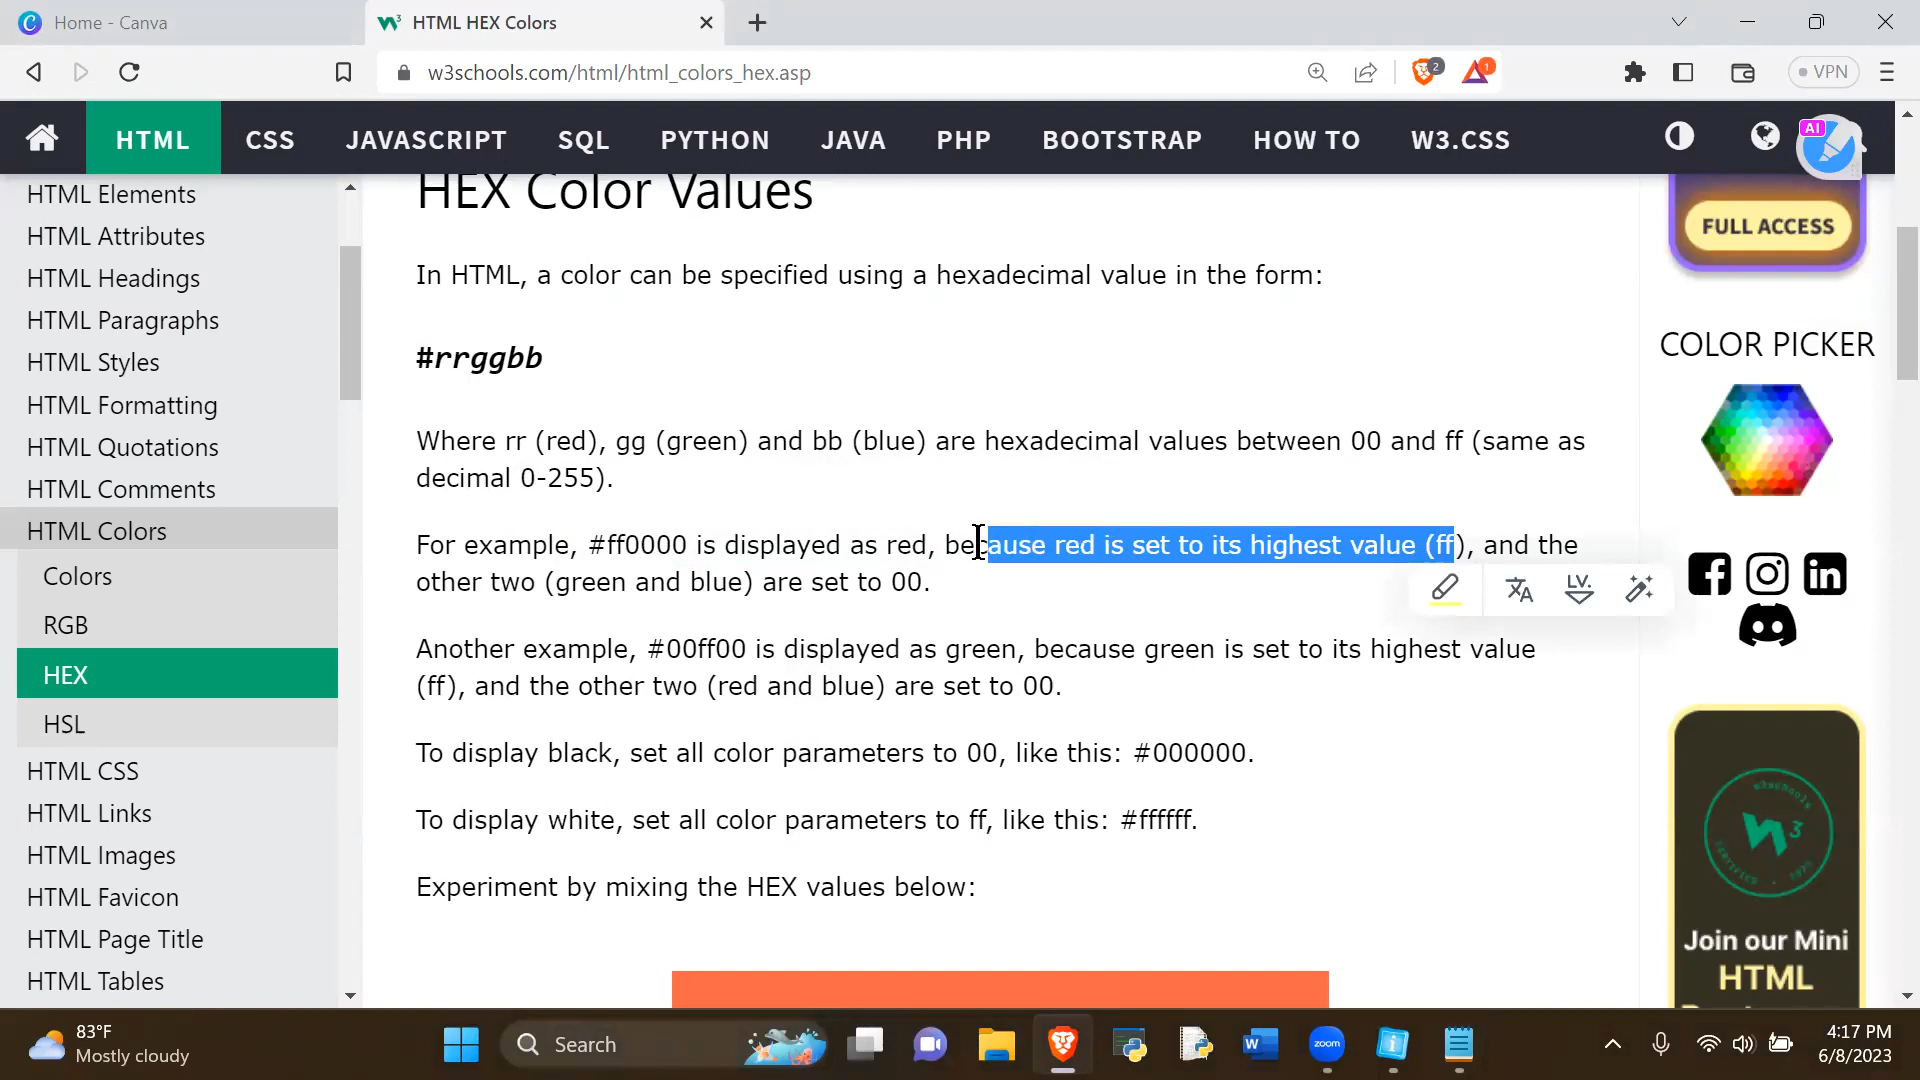 Home - Canva
HTML HEX Colors
w3schools.com/html/html_colors_hex.asp
2
1
VPN
HTML
CSS
JAVASCRIPT
SQL
PYTHON
JAVA
PHP
BOOTSTRAP
HOW TO
W3.CSS
AI
HTML Elements
HTML Attributes
HTML Headings
HTML Paragraphs
HTML Styles
HTML Formatting
HTML Quotations
HTML Comments
HTML Colors
Colors
RGB
HEX
HSL
HTML CSS
HTML Links
HTML Images
HTML Favicon
HTML Page Title
HTML Tables
HEX Color Values
In HTML, a color can be specified using a hexadecimal value in the form:
#rrggbb
Where rr (red), gg (green) and bb (blue) are hexadecimal values between 00 and ff (same as
decimal 0-255).
For example, #ff0000 is displayed as red, because red is set to its highest value (ff), and the
other two (green and blue) are set to 00.
LV.
Another example, #00ff00 is displayed as green, because green is set to its highest value
(ff), and the other two (red and blue) are set to 00.
To display black, set all color parameters to 00, like this: #000000.
To display white, set all color parameters to ff, like this: #ffffff.
Experiment by mixing the HEX values below:
FULL ACCESS
COLOR PICKER
Join our Mini
HTML
83°F
Mostly cloudy
Search
zoom
4:17 PM
6/8/2023